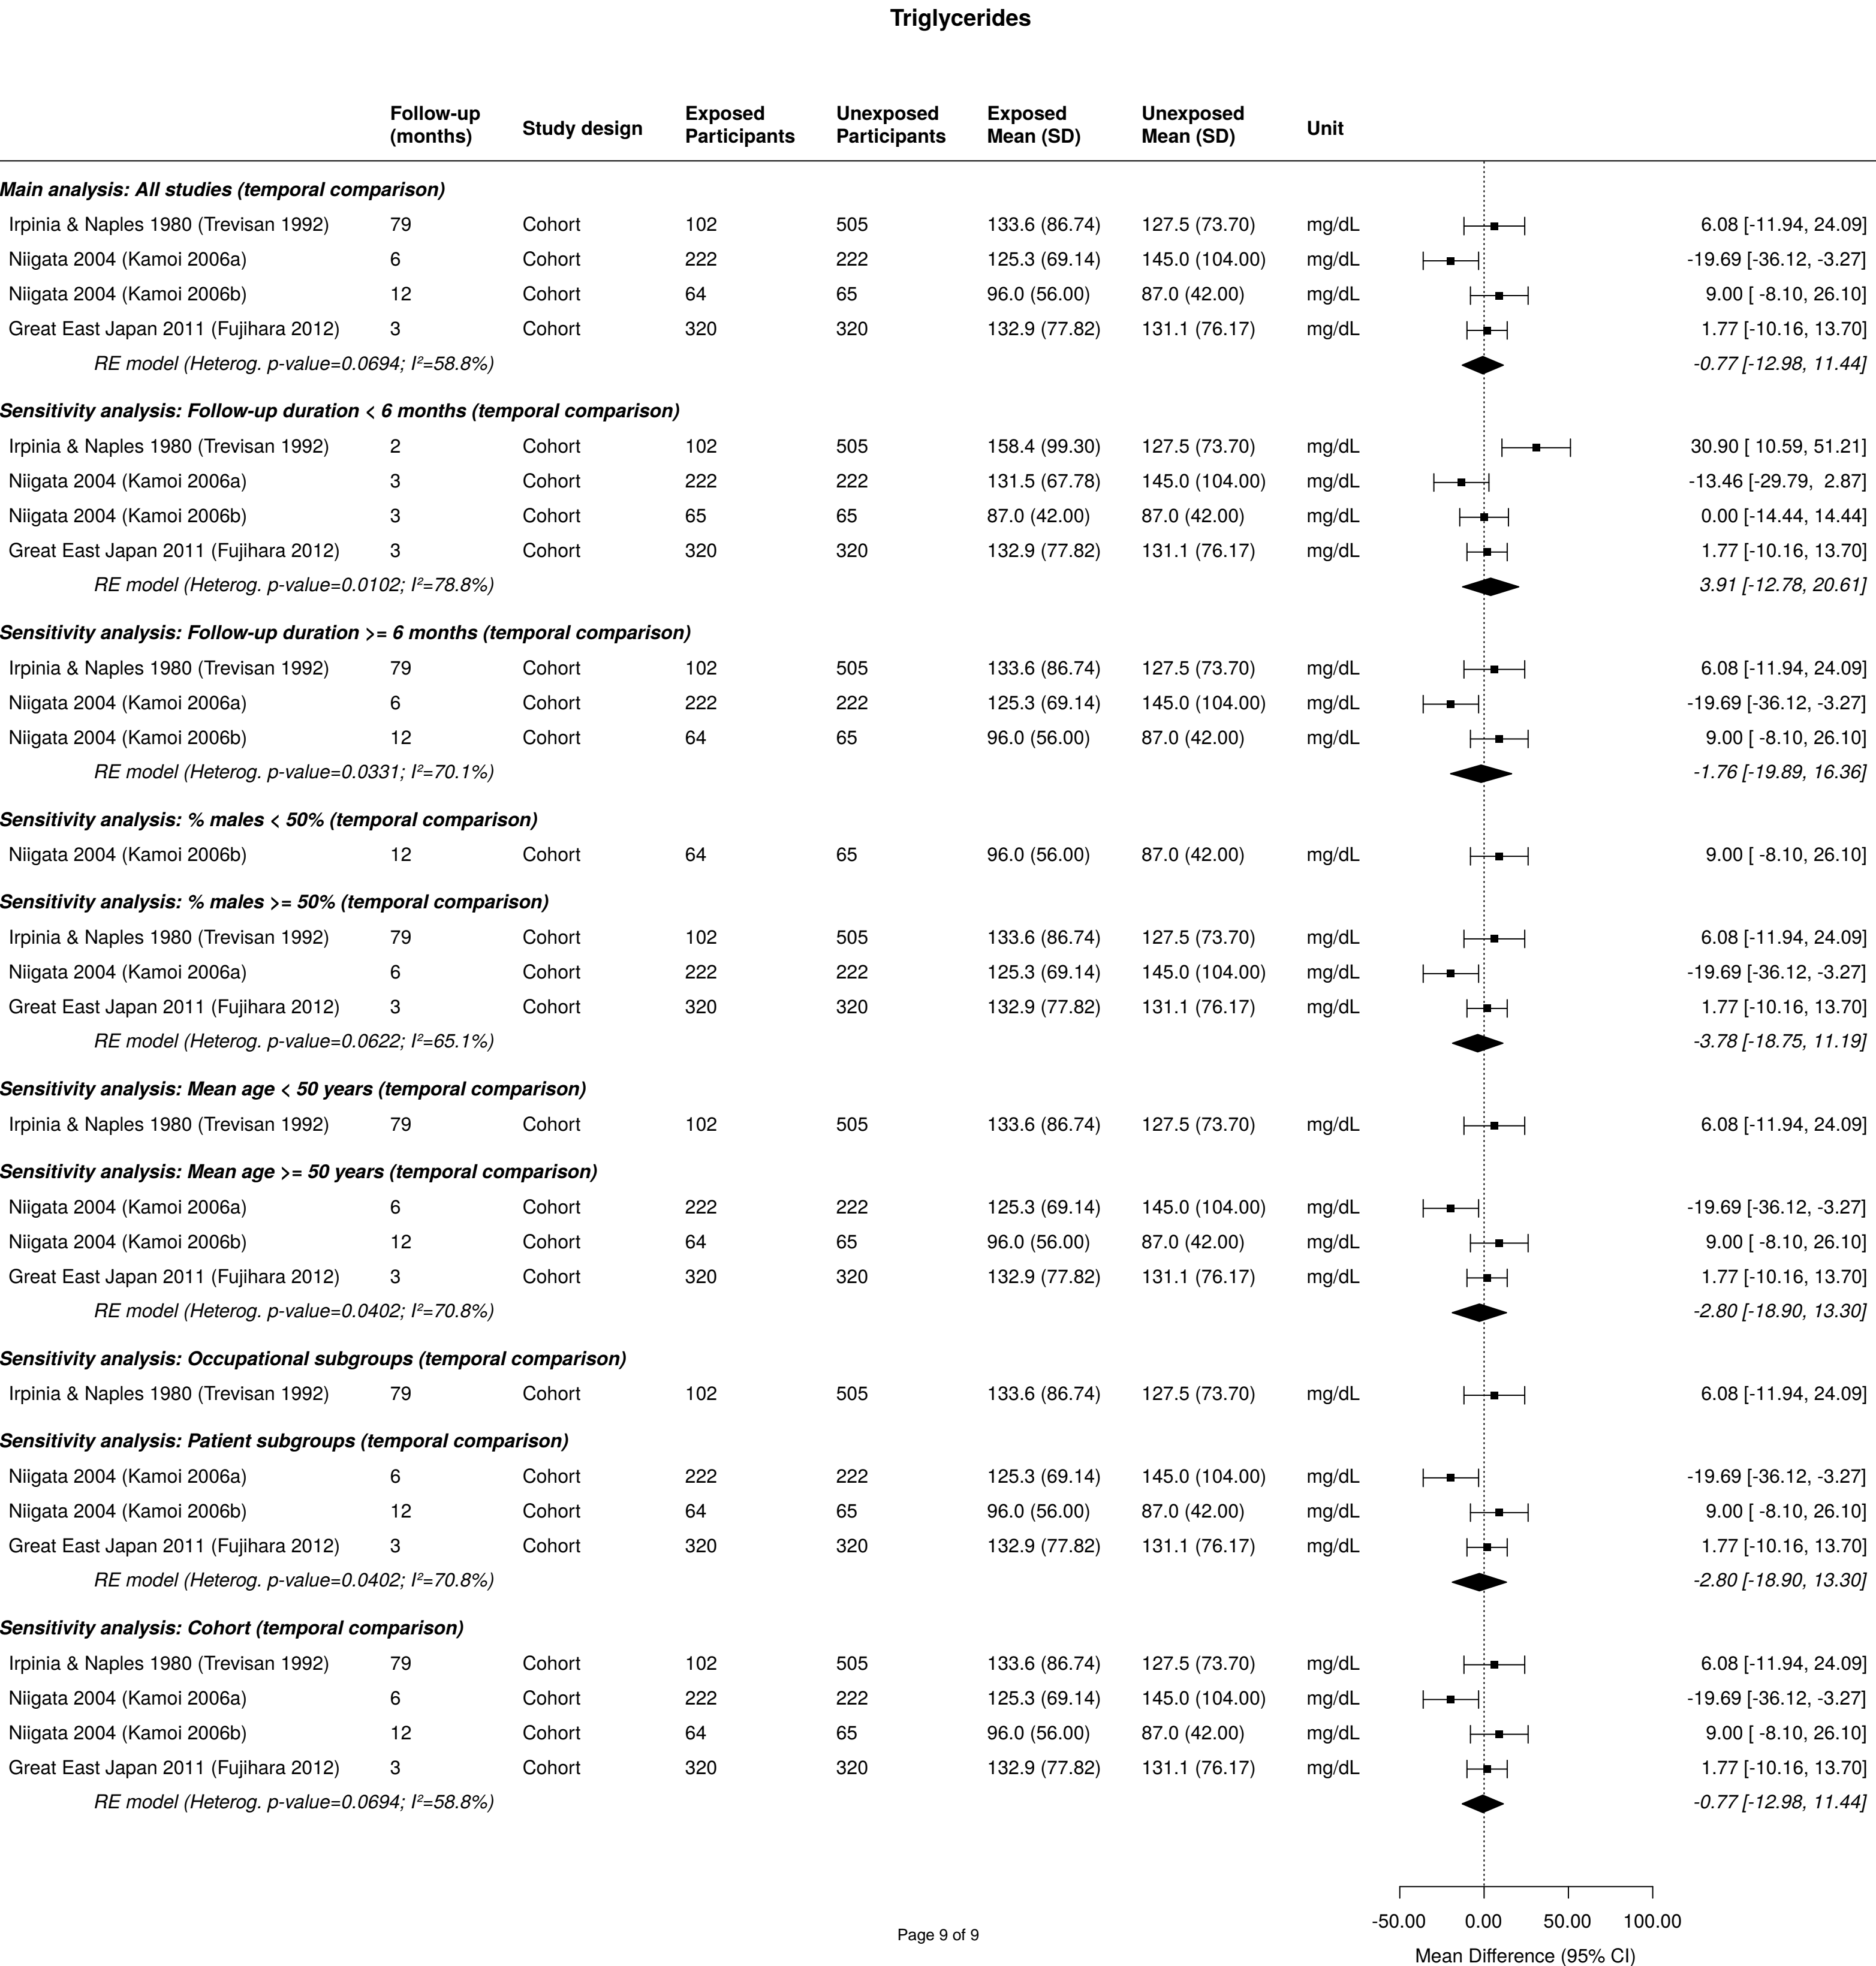 Triglycerides
Follow-up (months) Study design Exposed Participants Unexposed Participants Exposed Mean (SD) Unexposed Mean (SD) Unit
Main analysis: All studies (temporal comparison)
Irpinia & Naples 1980 (Trevisan 1992) 79 Cohort 102 505 133.6 (86.74) 127.5 (73.70) mg/dL 6.08 [-11.94, 24.09]
Niigata 2004 (Kamoi 2006a) 6 Cohort 222 222 125.3 (69.14) 145.0 (104.00) mg/dL -19.69 [-36.12, -3.27]
Niigata 2004 (Kamoi 2006b) 12 Cohort 64 65 96.0 (56.00) 87.0 (42.00) mg/dL 9.00 [ -8.10, 26.10]
Great East Japan 2011 (Fujihara 2012) 3 Cohort 320 320 132.9 (77.82) 131.1 (76.17) mg/dL 1.77 [-10.16, 13.70]
RE model (Heterog. p-value=0.0694; I²=58.8%) -0.77 [-12.98, 11.44]
Sensitivity analysis: Follow-up duration < 6 months (temporal comparison)
Irpinia & Naples 1980 (Trevisan 1992) 2 Cohort 102 505 158.4 (99.30) 127.5 (73.70) mg/dL 30.90 [ 10.59, 51.21]
Niigata 2004 (Kamoi 2006a) 3 Cohort 222 222 131.5 (67.78) 145.0 (104.00) mg/dL -13.46 [-29.79, 2.87]
Niigata 2004 (Kamoi 2006b) 3 Cohort 65 65 87.0 (42.00) 87.0 (42.00) mg/dL 0.00 [-14.44, 14.44]
Great East Japan 2011 (Fujihara 2012) 3 Cohort 320 320 132.9 (77.82) 131.1 (76.17) mg/dL 1.77 [-10.16, 13.70]
RE model (Heterog. p-value=0.0102; I²=78.8%) 3.91 [-12.78, 20.61]
Sensitivity analysis: Follow-up duration >= 6 months (temporal comparison)
Irpinia & Naples 1980 (Trevisan 1992) 79 Cohort 102 505 133.6 (86.74) 127.5 (73.70) mg/dL 6.08 [-11.94, 24.09]
Niigata 2004 (Kamoi 2006a) 6 Cohort 222 222 125.3 (69.14) 145.0 (104.00) mg/dL -19.69 [-36.12, -3.27]
Niigata 2004 (Kamoi 2006b) 12 Cohort 64 65 96.0 (56.00) 87.0 (42.00) mg/dL 9.00 [ -8.10, 26.10]
RE model (Heterog. p-value=0.0331; I²=70.1%) -1.76 [-19.89, 16.36]
Sensitivity analysis: % males < 50% (temporal comparison)
Niigata 2004 (Kamoi 2006b) 12 Cohort 64 65 96.0 (56.00) 87.0 (42.00) mg/dL 9.00 [ -8.10, 26.10]
Sensitivity analysis: % males >= 50% (temporal comparison)
Irpinia & Naples 1980 (Trevisan 1992) 79 Cohort 102 505 133.6 (86.74) 127.5 (73.70) mg/dL 6.08 [-11.94, 24.09]
Niigata 2004 (Kamoi 2006a) 6 Cohort 222 222 125.3 (69.14) 145.0 (104.00) mg/dL -19.69 [-36.12, -3.27]
Great East Japan 2011 (Fujihara 2012) 3 Cohort 320 320 132.9 (77.82) 131.1 (76.17) mg/dL 1.77 [-10.16, 13.70]
RE model (Heterog. p-value=0.0622; I²=65.1%) -3.78 [-18.75, 11.19]
Sensitivity analysis: Mean age < 50 years (temporal comparison)
Irpinia & Naples 1980 (Trevisan 1992) 79 Cohort 102 505 133.6 (86.74) 127.5 (73.70) mg/dL 6.08 [-11.94, 24.09]
Sensitivity analysis: Mean age >= 50 years (temporal comparison)
Niigata 2004 (Kamoi 2006a) 6 Cohort 222 222 125.3 (69.14) 145.0 (104.00) mg/dL -19.69 [-36.12, -3.27]
Niigata 2004 (Kamoi 2006b) 12 Cohort 64 65 96.0 (56.00) 87.0 (42.00) mg/dL 9.00 [ -8.10, 26.10]
Great East Japan 2011 (Fujihara 2012) 3 Cohort 320 320 132.9 (77.82) 131.1 (76.17) mg/dL 1.77 [-10.16, 13.70]
RE model (Heterog. p-value=0.0402; I²=70.8%) -2.80 [-18.90, 13.30]
Sensitivity analysis: Occupational subgroups (temporal comparison)
Irpinia & Naples 1980 (Trevisan 1992) 79 Cohort 102 505 133.6 (86.74) 127.5 (73.70) mg/dL 6.08 [-11.94, 24.09]
Sensitivity analysis: Patient subgroups (temporal comparison)
Niigata 2004 (Kamoi 2006a) 6 Cohort 222 222 125.3 (69.14) 145.0 (104.00) mg/dL -19.69 [-36.12, -3.27]
Niigata 2004 (Kamoi 2006b) 12 Cohort 64 65 96.0 (56.00) 87.0 (42.00) mg/dL 9.00 [ -8.10, 26.10]
Great East Japan 2011 (Fujihara 2012) 3 Cohort 320 320 132.9 (77.82) 131.1 (76.17) mg/dL 1.77 [-10.16, 13.70]
RE model (Heterog. p-value=0.0402; I²=70.8%) -2.80 [-18.90, 13.30]
Sensitivity analysis: Cohort (temporal comparison)
Irpinia & Naples 1980 (Trevisan 1992) 79 Cohort 102 505 133.6 (86.74) 127.5 (73.70) mg/dL 6.08 [-11.94, 24.09]
Niigata 2004 (Kamoi 2006a) 6 Cohort 222 222 125.3 (69.14) 145.0 (104.00) mg/dL -19.69 [-36.12, -3.27]
Niigata 2004 (Kamoi 2006b) 12 Cohort 64 65 96.0 (56.00) 87.0 (42.00) mg/dL 9.00 [ -8.10, 26.10]
Great East Japan 2011 (Fujihara 2012) 3 Cohort 320 320 132.9 (77.82) 131.1 (76.17) mg/dL 1.77 [-10.16, 13.70]
RE model (Heterog. p-value=0.0694; I²=58.8%) -0.77 [-12.98, 11.44]
-50.00 0.00 50.00 100.00
Page 9 of 9
Mean Difference (95% CI)